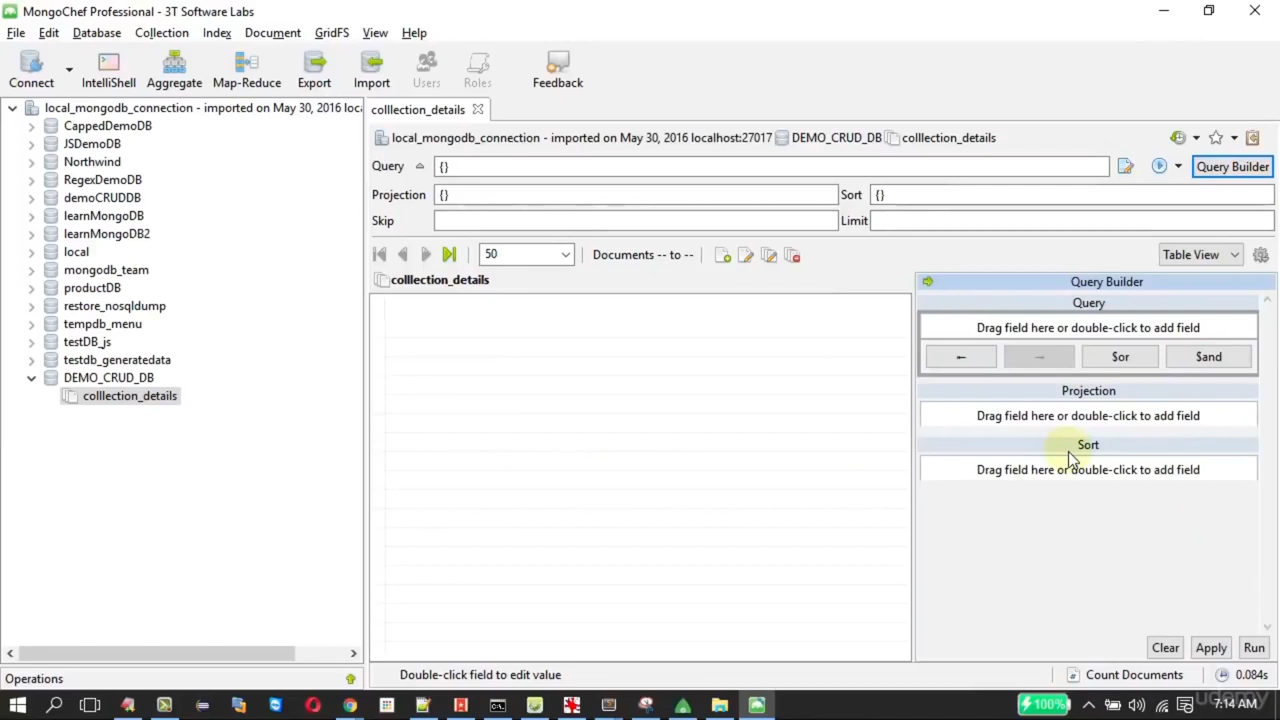 MongoChef Professional - 3T Software Labs
File Edit Database Collection Index Document GridFS View Help
Connect IntelliShell Aggregate Map-Reduce Export Import Users Roles Feedback
local_mongodb_connection - imported on May 30, 2016 loca
CappedDemoDB
JSDemoDB
Northwind
RegexDemoDB
demoCRUDDB
learnMongoDB
learnMongoDB2
local
mongodb_team
productDB
restore_nosqldump
tempdb_menu
testDB_js
testdb_generatedata
DEMO_CRUD_DB
colllection_details
Operations
colllection_details
local_mongodb_connection - imported on May 30, 2016 localhost:27017 DEMO_CRUD_DB colllection_details
Query {} Query Builder
Projection {} Sort {}
Skip Limit
50 Documents -- to -- Table View
colllection_details
Query Builder
Query
Drag field here or double-click to add field
$or $and
Projection
Drag field here or double-click to add field
Sort
Drag field here or double-click to add field
Clear Apply Run
Double-click field to edit value Count Documents 0.084s
100% 7:14 AM
udemy